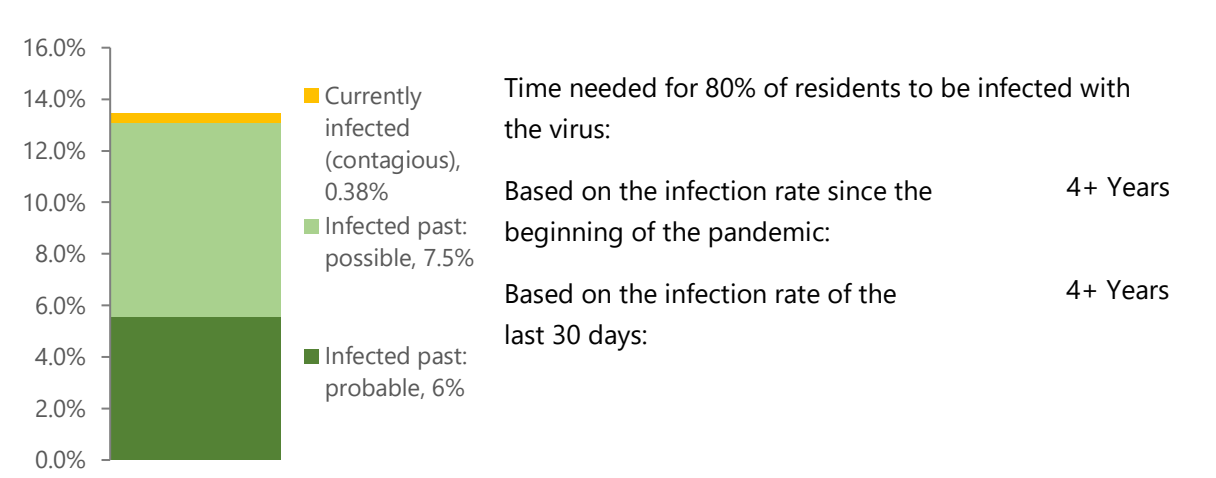 16.0%
14.0%
12.0%
10.0%
8.0%
6.0%
4.0%
2.0%
0.0%
Currently
infected
(contagious),
0.38%
Infected past:
possible, 7.5%
Infected past:
probable, 6%
Time needed for 80% of residents to be infected with
the virus:
Based on the infection rate since the
beginning of the pandemic:
4+ Years
Based on the infection rate of the
last 30 days:
4+ Years